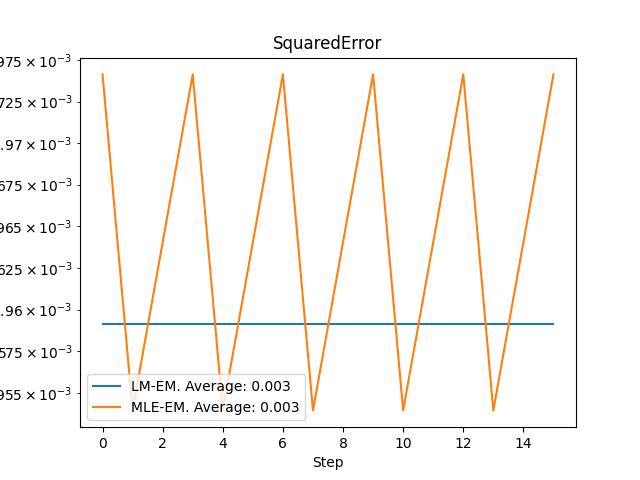 SquaredError
975 × 10⁻³
725 × 10⁻³
.97 × 10⁻³
675 × 10⁻³
965 × 10⁻³
625 × 10⁻³
.96 × 10⁻³
575 × 10⁻³
955 × 10⁻³
LM-EM. Average: 0.003
MLE-EM. Average: 0.003
0 2 4 6 8 10 12 14
Step